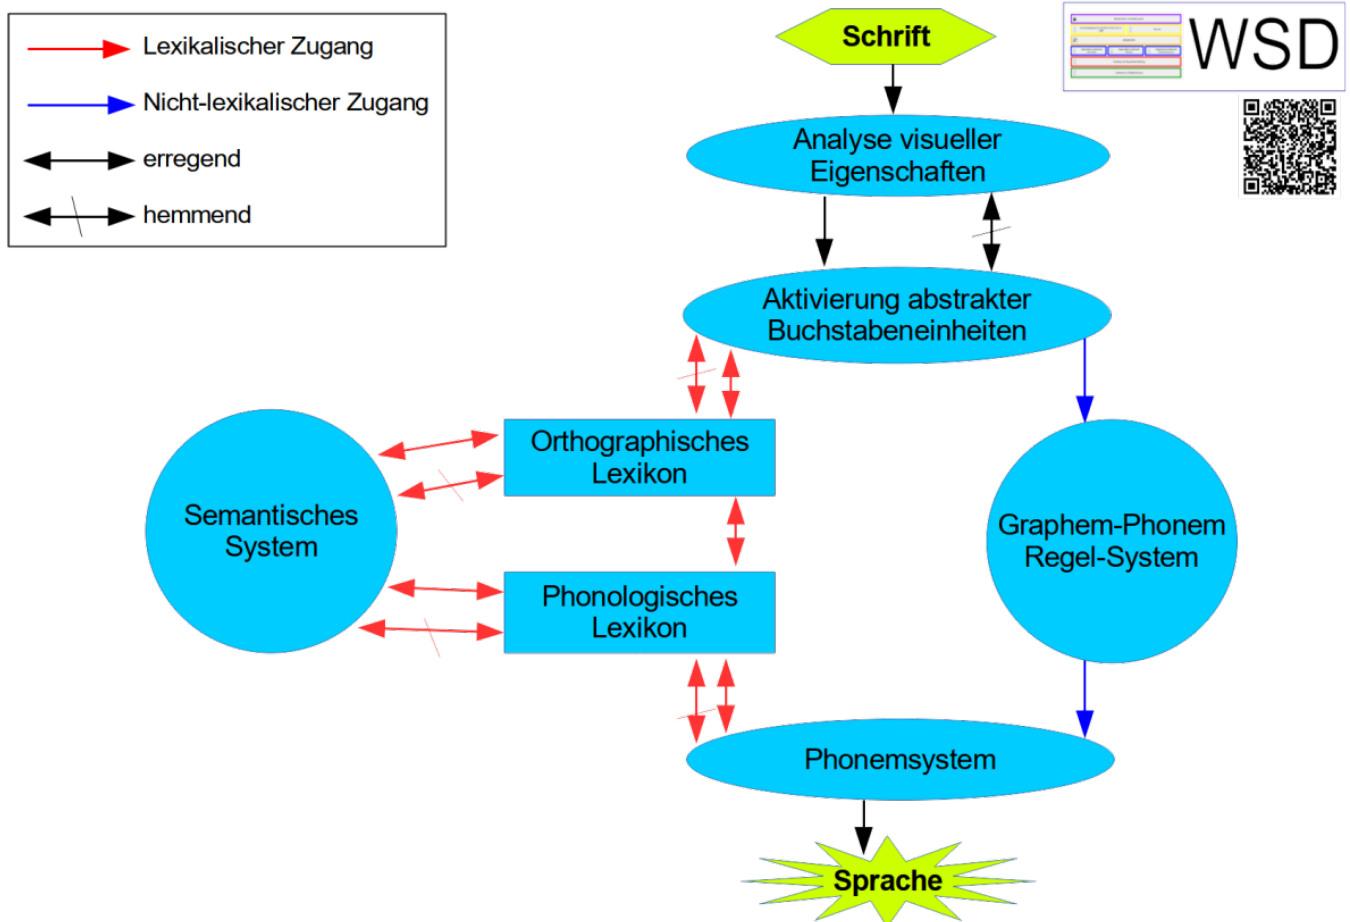 Lexikalischer Zugang
Nicht-lexikalischer Zugang
erregend
hemmend
Schrift
WSD
Analyse visueller
Eigenschaften
Aktivierung abstrakter
Buchstabeneinheiten
Orthographisches
Lexikon
Semantisches
System
Graphem-Phonem
Regel-System
Phonologisches
Lexikon
Phonemsystem
Sprache